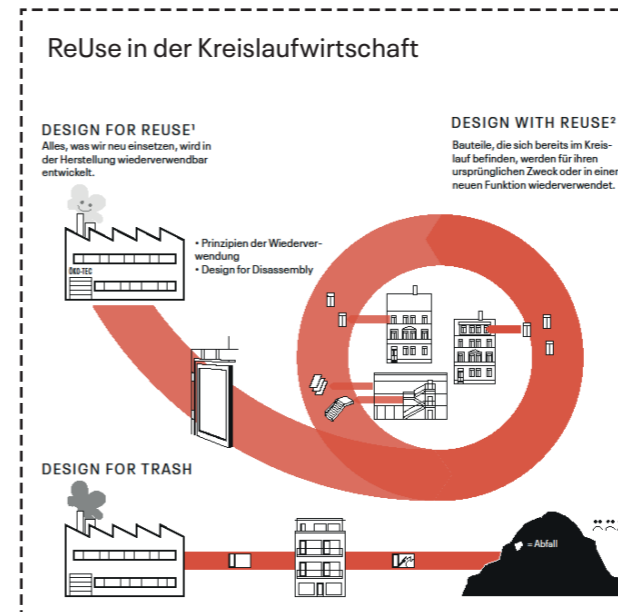 ReUse in der Kreislaufwirtschaft
DESIGN FOR REUSE¹
Alles, was wir neu einsetzen, wird in
der Herstellung wiederverwendbar
entwickelt.
DESIGN WITH REUSE²
Bauteile, die sich bereits im Kreis-
lauf befinden, werden für ihren
ursprünglichen Zweck oder in einer
neuen Funktion wiederverwendet.
• Prinzipien der Wiederver-
wendung
• Design for Disassembly
ÖKO-TEC
DESIGN FOR TRASH
= Abfall